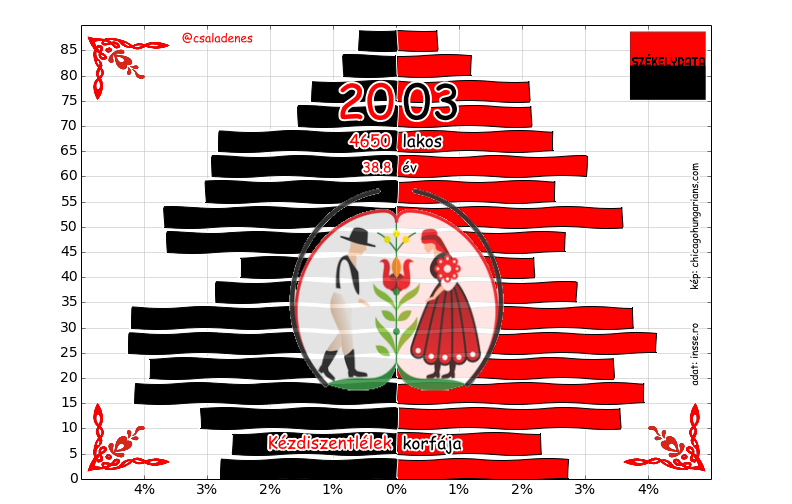 @csaladenes
SZÉKELYDATA
2003
4650 lakos
38.8 év
kép: chicagohungarians.com
adat: insse.ro
Kézdiszentlélek korfája
85
80
75
70
65
60
55
50
45
40
35
30
25
20
15
10
5
0
4% 3% 2% 1% 0% 1% 2% 3% 4%